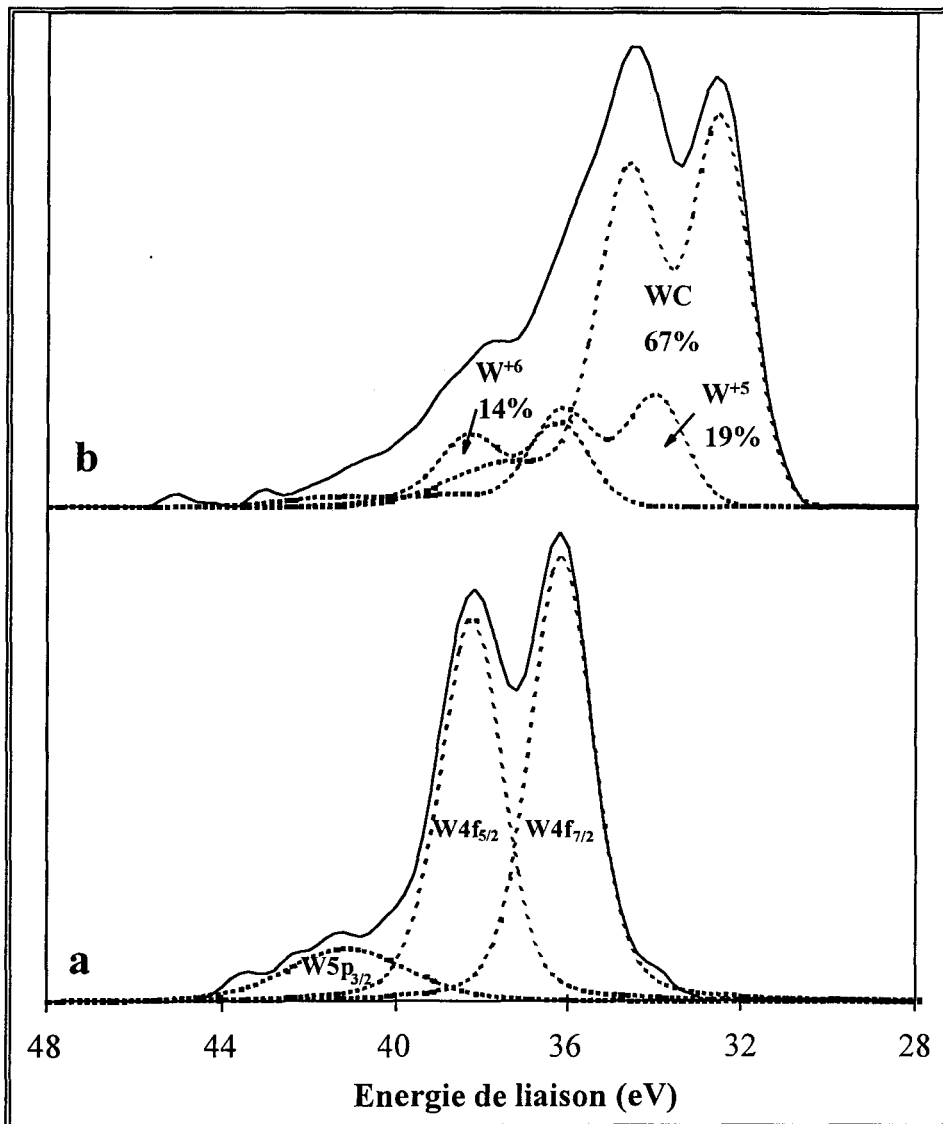 WC
67%
W+6
14%
W+5
19%
b
W4f5/2
W4f7/2
W5p3/2
a
48
44
40
36
32
28
Energie de liaison (eV)